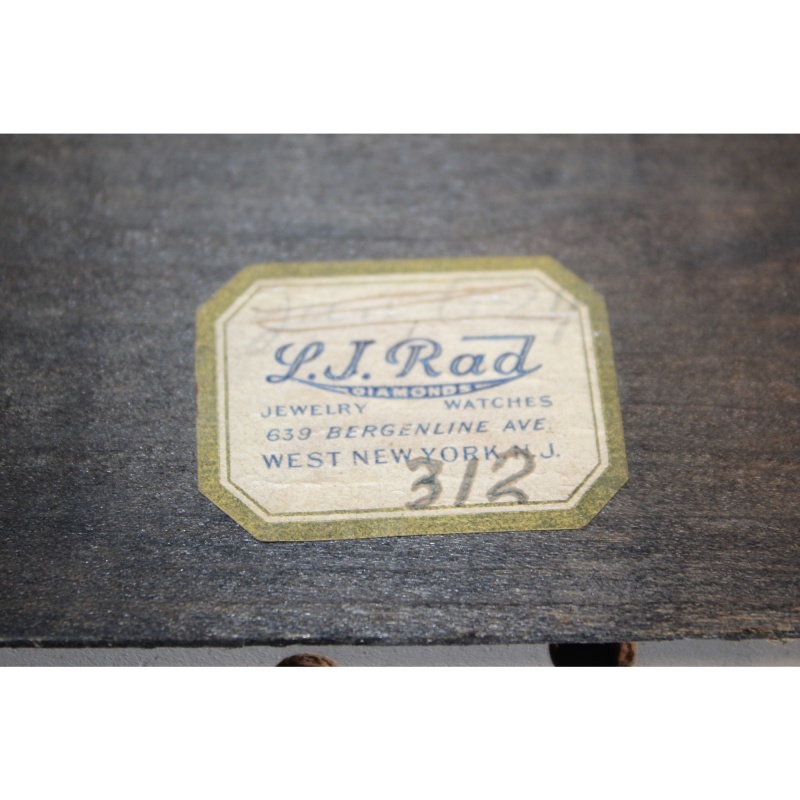 L.J. Rad
DIAMONDS
JEWELRY WATCHES
639 BERGENLINE AVE.
WEST NEW YORK, N.J.
312